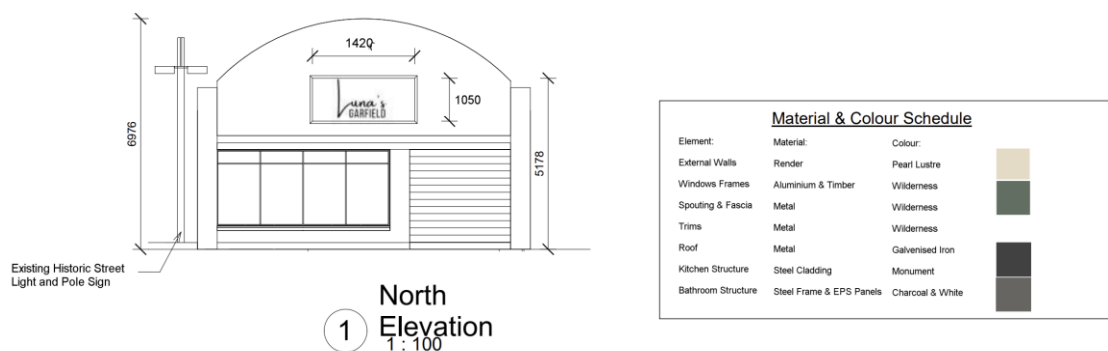 1420
Luna's
GARFIELD
1050
6976
5178
Existing Historic Street
Light and Pole Sign
1
North
Elevation
1 : 100
Material & Colour Schedule
Element: Material: Colour:
External Walls Render Pearl Lustre
Windows Frames Aluminium & Timber Wilderness
Spouting & Fascia Metal Wilderness
Trims Metal Wilderness
Roof Metal Galvenised Iron
Kitchen Structure Steel Cladding Monument
Bathroom Structure Steel Frame & EPS Panels Charcoal & White